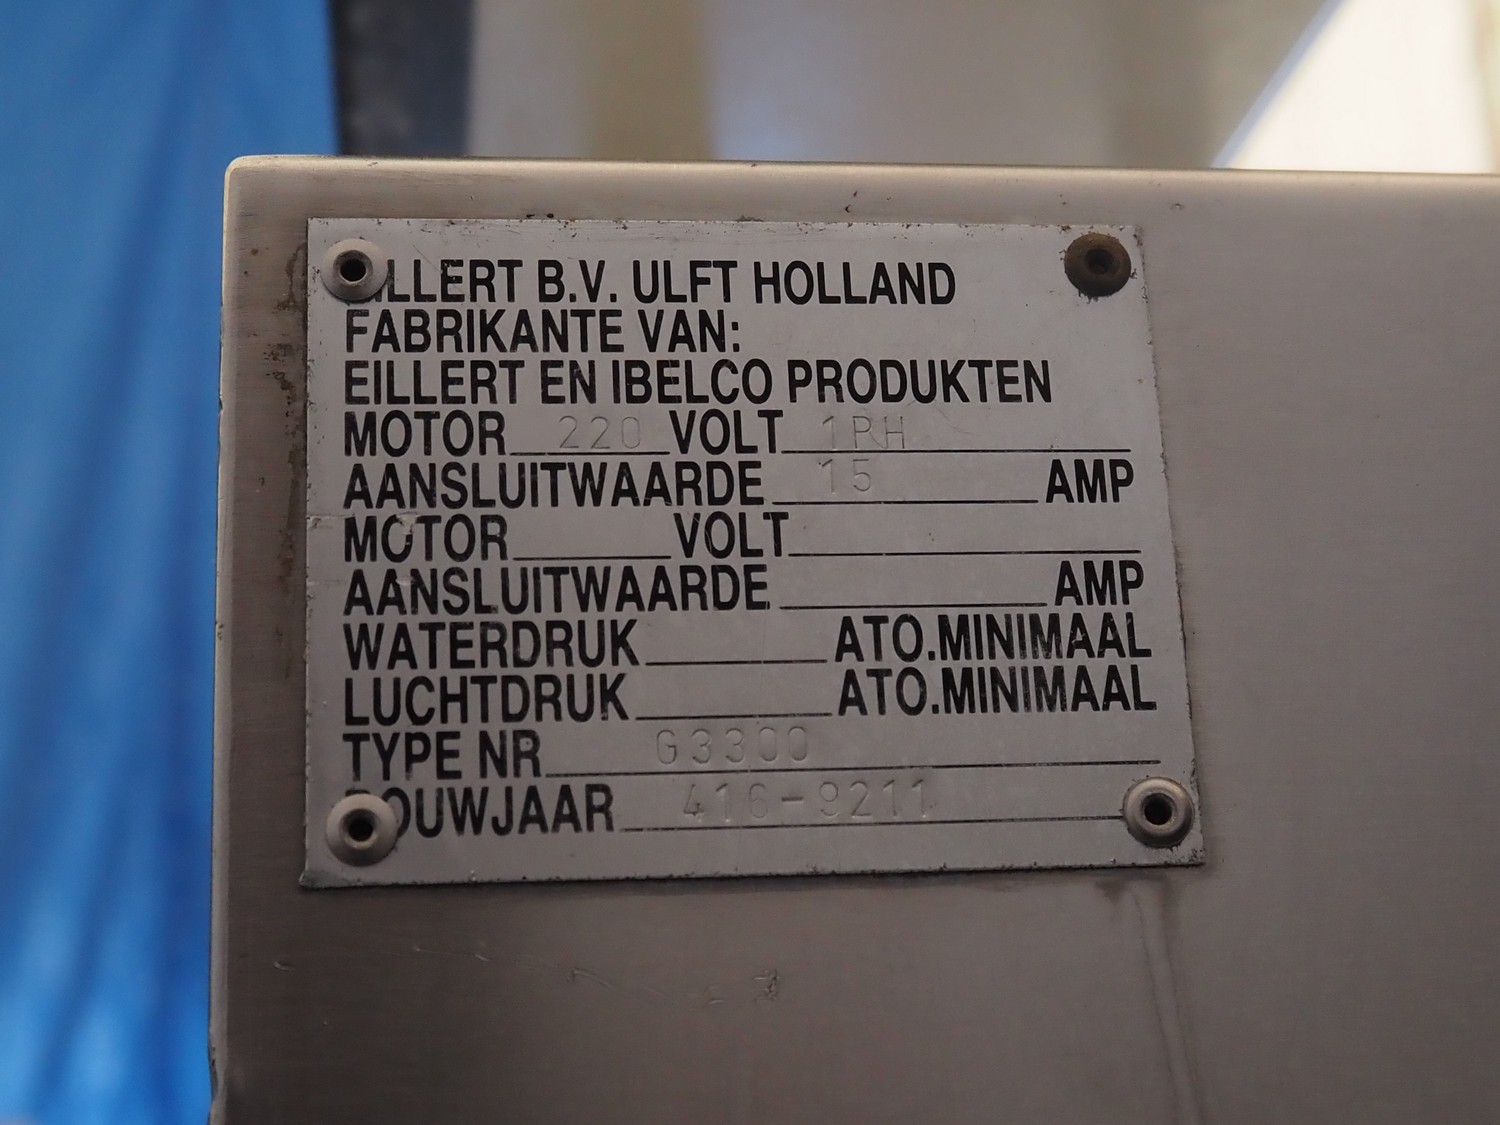 EILLERT B.V. ULFT HOLLAND
FABRIKANTE VAN:
EILLERT EN IBELCO PRODUKTEN
MOTOR 220 VOLT 1PH
AANSLUITWAARDE 15 AMP
MOTOR VOLT
AANSLUITWAARDE AMP
WATERDRUK ATO.MINIMAAL
LUCHTDRUK ATO.MINIMAAL
TYPE NR G3300
BOUWJAAR 416-9211